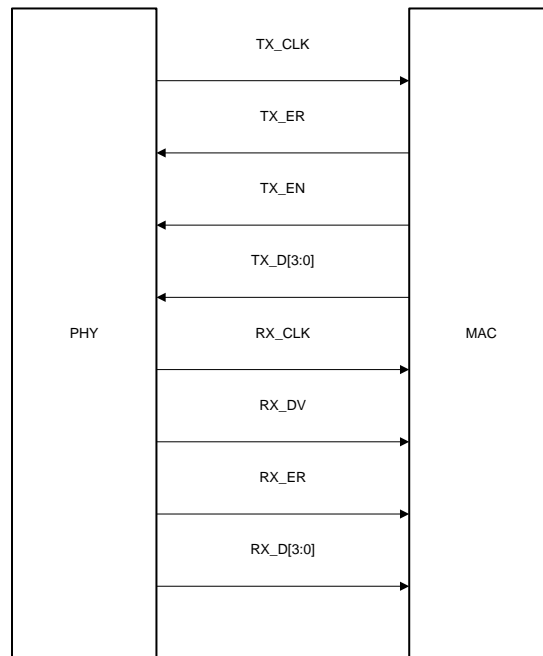 TX_CLK
TX_ER
TX_EN
TX_D[3:0]
PHY
RX_CLK
MAC
RX_DV
RX_ER
RX_D[3:0]